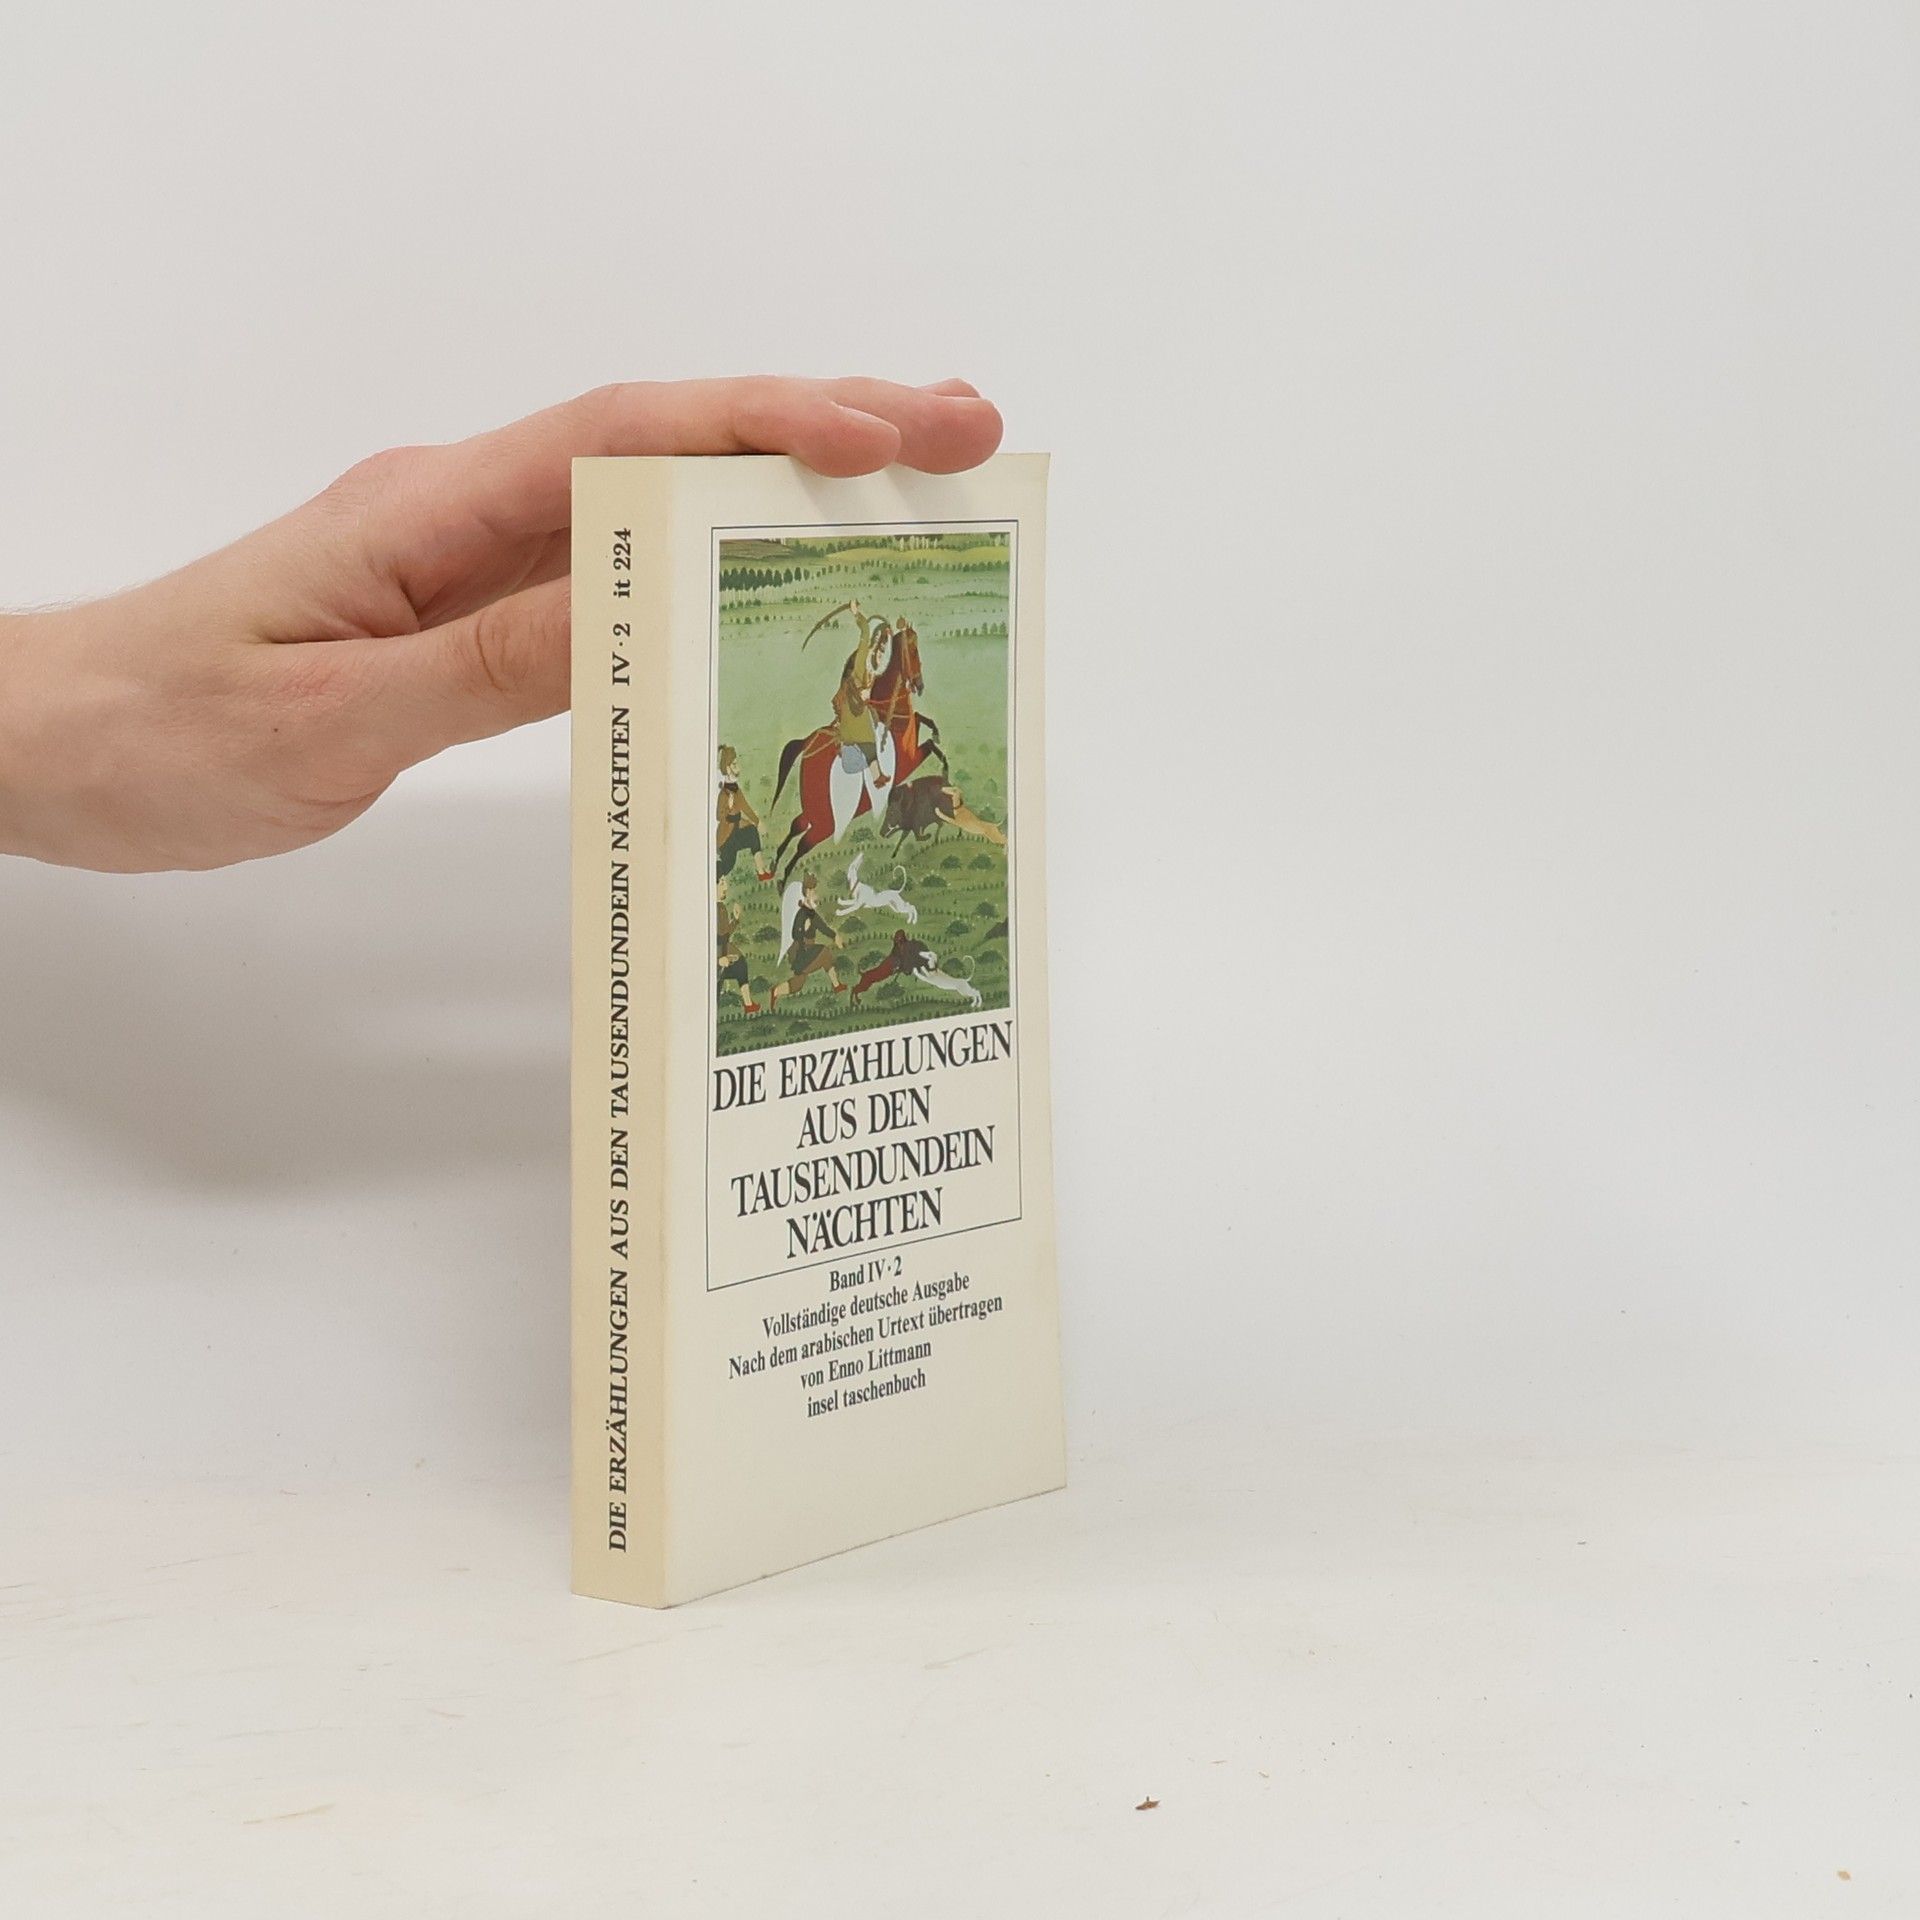 DIE ERZÄHLUNGEN AUS DEN TAUSENDUNDEIN NÄCHTEN IV·2 it 224
DIE ERZÄHLUNGEN
AUS DEN
TAUSENDUNDEIN
NÄCHTEN
Band IV·2
Vollständige deutsche Ausgabe
Nach dem arabischen Urtext übertragen
von Enno Littmann
insel taschenbuch